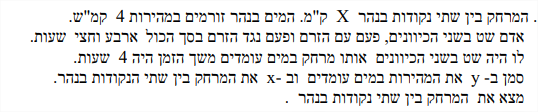 . המרחק בין שתי נקודות בנהר X ק"מ. המים בנהר זורמים במהירות 4 קמ"ש.
אדם שט בשני הכיוונים, פעם עם הזרם ופעם נגד הזרם בסך הכול ארבע וחצי שעות.
לו היה שט בשני הכיוונים אותו מרחק במים עומדים משך הזמן היה 4 שעות.
סמן ב- y את המהירות במים עומדים וב -x את המרחק בין שתי הנקודות בנהר.
מצא את המרחק בין שתי נקודות בנהר .